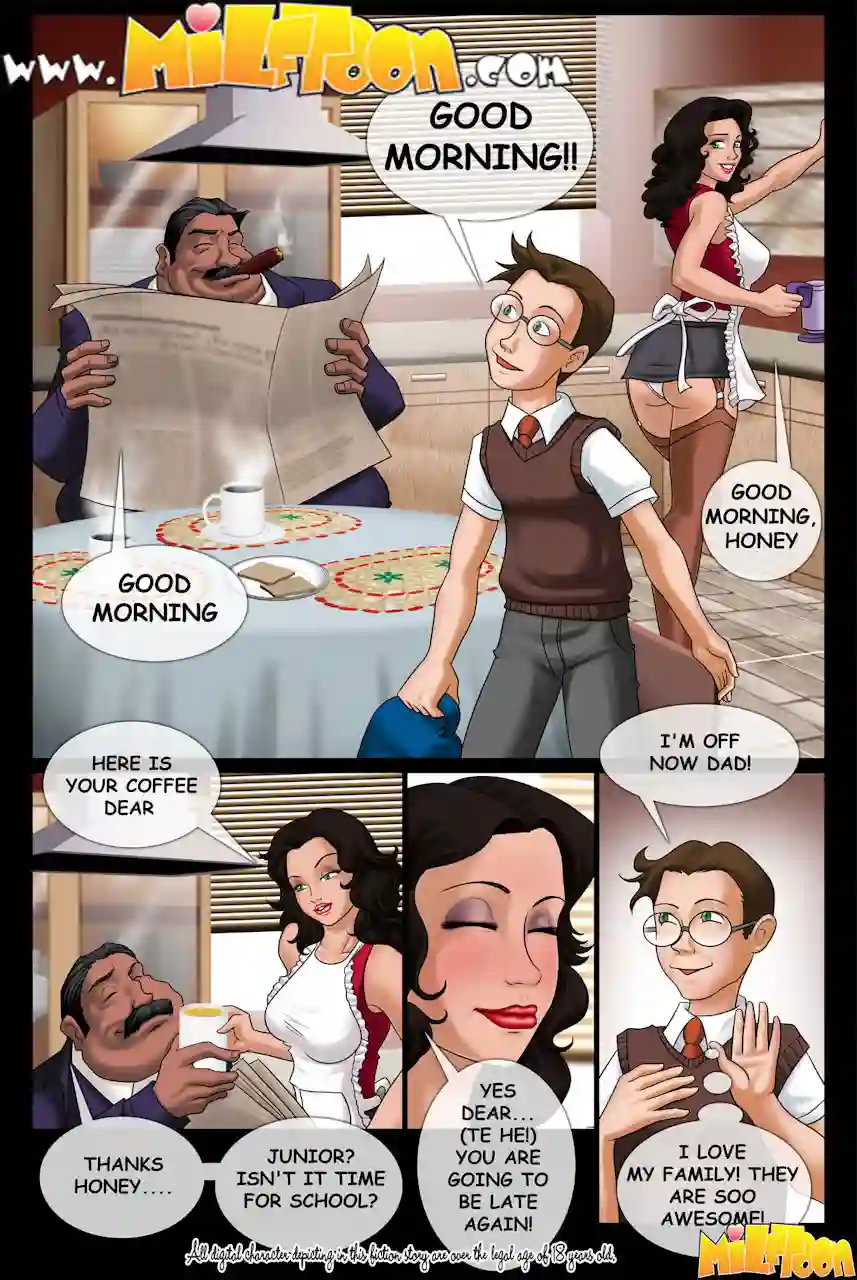 www.MILFTOON.com
GOOD
MORNING!!
GOOD
MORNING,
HONEY
GOOD
MORNING
HERE IS
YOUR COFFEE
DEAR
THANKS
HONEY....
JUNIOR?
ISN'T IT TIME
FOR SCHOOL?
YES
DEAR...
(TE HE!)
YOU ARE
GOING TO
BE LATE
AGAIN!
I'M OFF
NOW DAD!
I LOVE
MY FAMILY! THEY
ARE SOO
AWESOME!
All digital character depicting in this fiction story are over the legal age of 18 years old.
MILFTOON